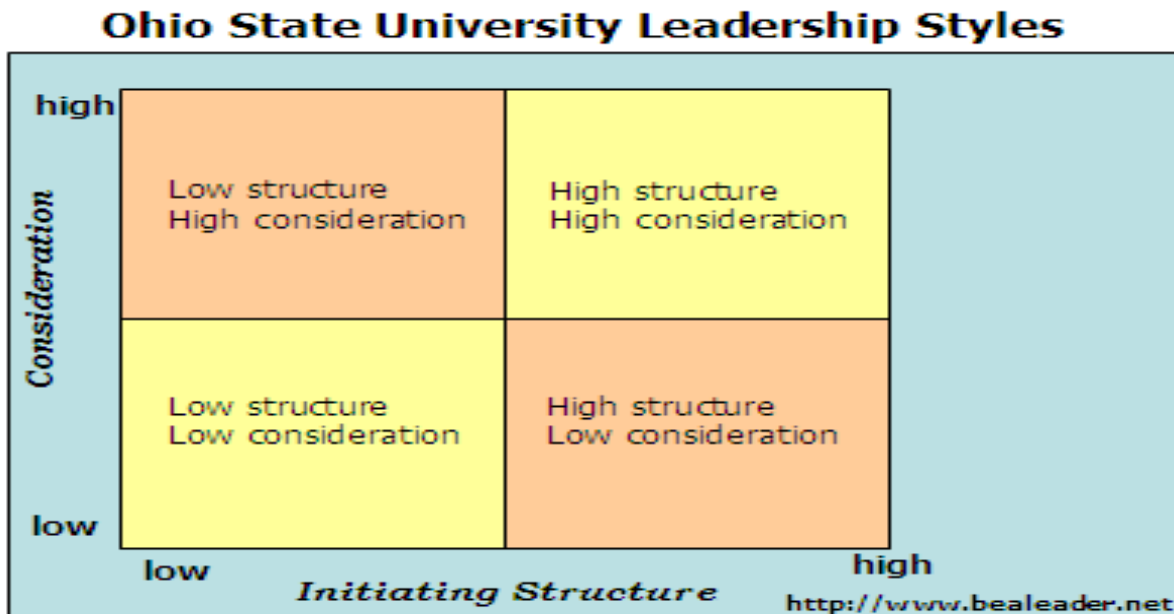 Ohio State University Leadership Styles
high
Consideration
Low structure
High consideration
High structure
High consideration
Low structure
Low consideration
High structure
Low consideration
low
low
high
Initiating Structure
http://www.bealeader.net